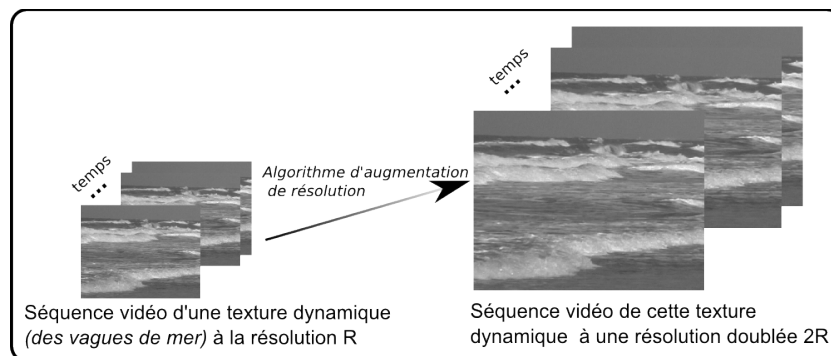 temps
...
Algorithme d'augmentation
de résolution
temps
...
Séquence vidéo d'une texture dynamique
(des vagues de mer) à la résolution R
Séquence vidéo de cette texture
dynamique à une résolution doublée 2R